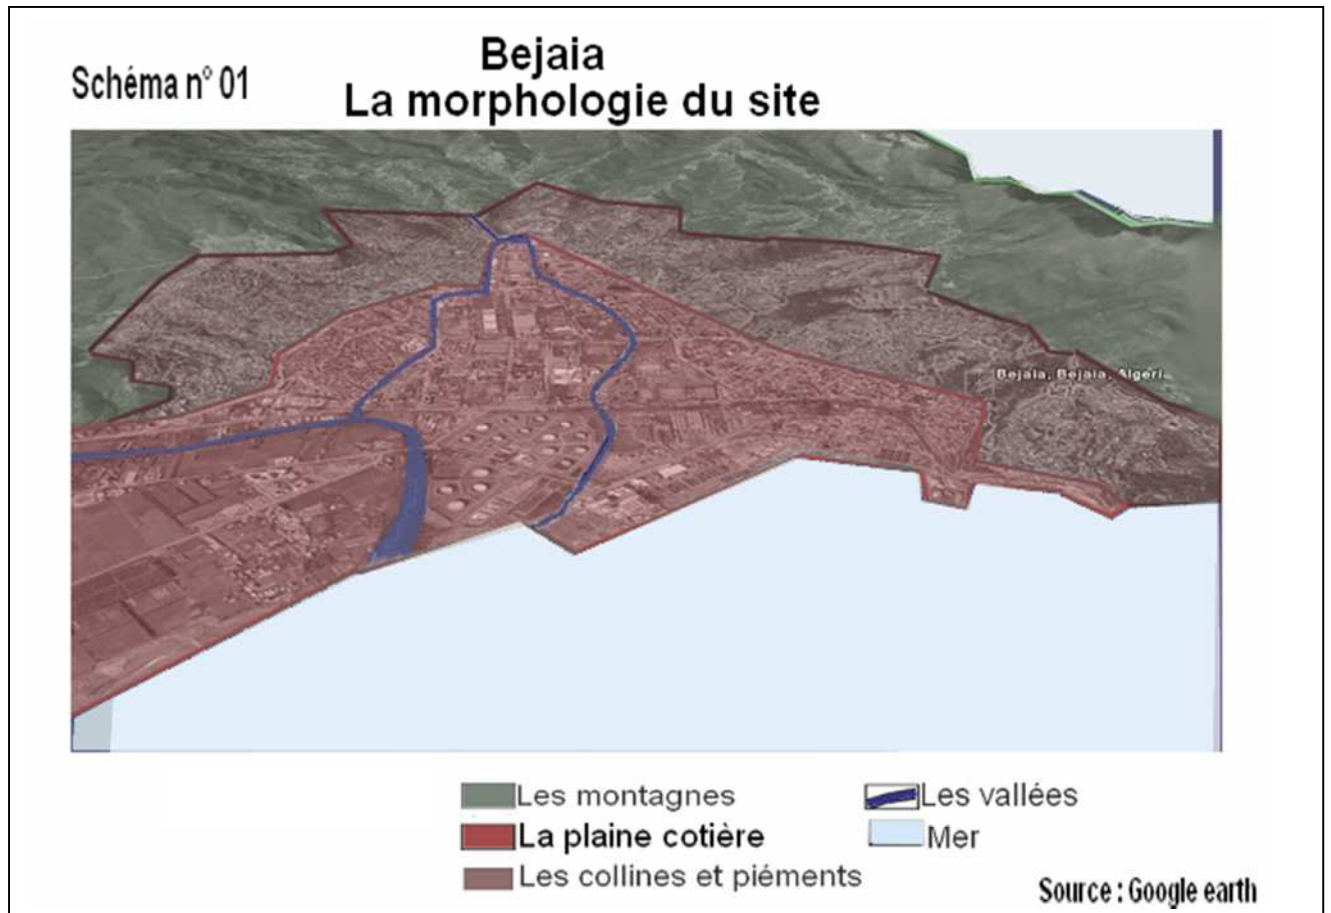 Schéma n° 01
Bejaia
La morphologie du site
Bejaia, Bejaia, Algeri
Les montagnes
La plaine cotière
Les collines et piéments
Les vallées
Mer
Source : Google earth